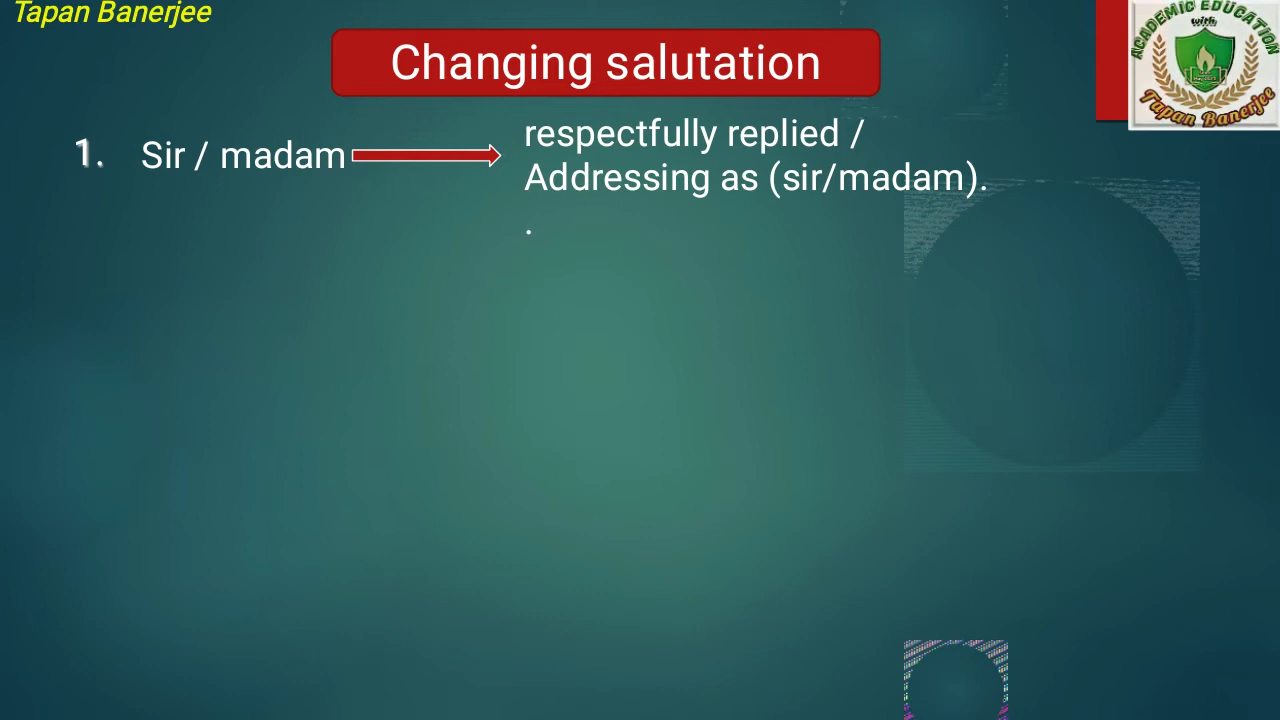 Tapan Banerjee
Changing salutation
ACADEMIC EDUCATION
with
Tapan Banerjee
1. Sir / madam
respectfully replied /
Addressing as (sir/madam).
.